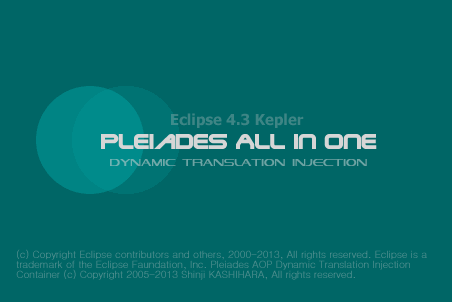 Eclipse 4.3 Kepler
PLEIADES ALL IN ONE
DYNAMIC TRANSLATION INJECTION
(c) Copyright Eclipse contributors and others, 2000-2013, All rights reserved. Eclipse is a
trademark of the Eclipse Faundation, Inc. Pleiades AOP Dynamic Translation Injection
Container (c) Copyright 2005-2013 Shinji KASHIHARA, All rights reserved.